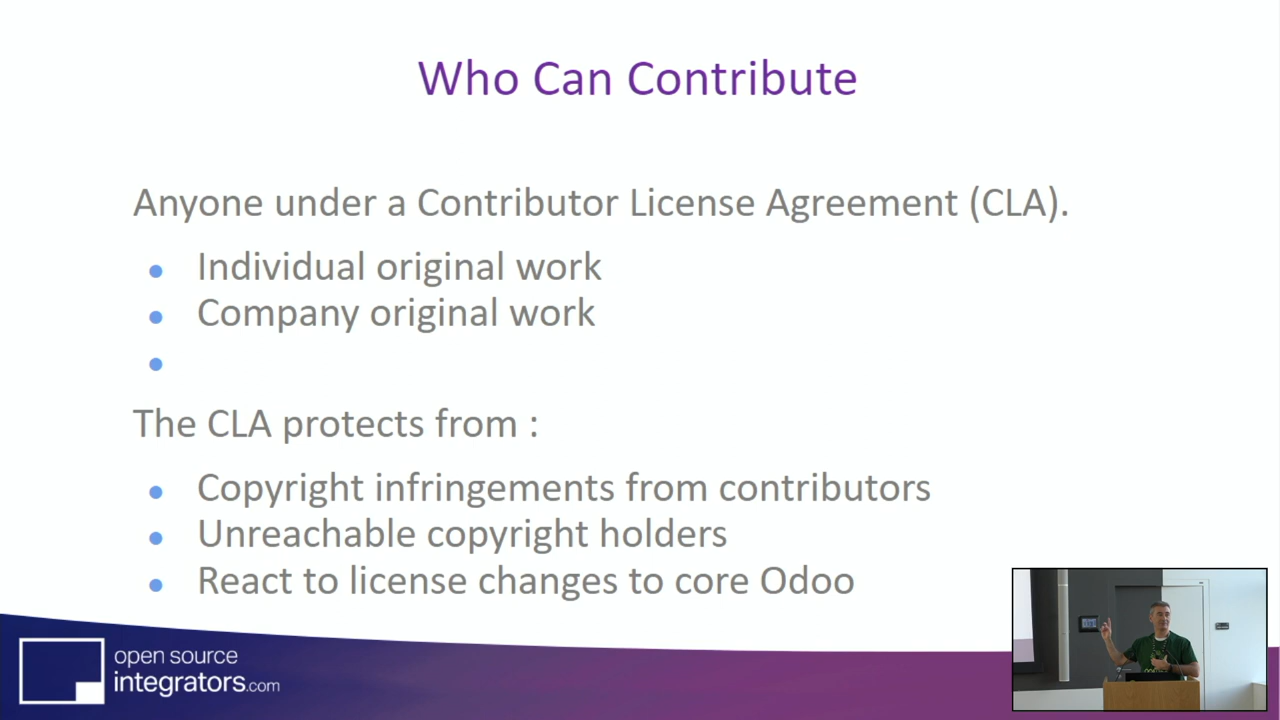 Who Can Contribute
Anyone under a Contributor License Agreement (CLA).
Individual original work
Company original work
The CLA protects from :
Copyright infringements from contributors
Unreachable copyright holders
React to license changes to core Odoo
open source
integrators.com